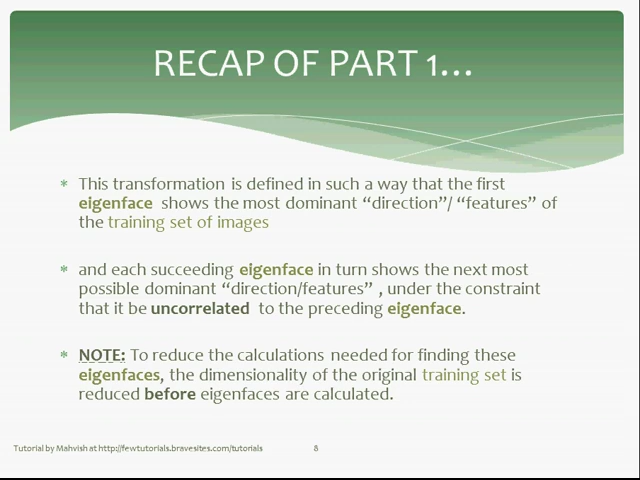 RECAP OF PART 1…
* This transformation is defined in such a way that the first
eigenface shows the most dominant “direction”/ “features” of
the training set of images
* and each succeeding eigenface in turn shows the next most
possible dominant “direction/features” , under the constraint
that it be uncorrelated to the preceding eigenface.
* NOTE: To reduce the calculations needed for finding these
eigenfaces, the dimensionality of the original training set is
reduced before eigenfaces are calculated.
Tutorial by Mahvish at http://fewtutorials.bravesites.com/tutorials 8